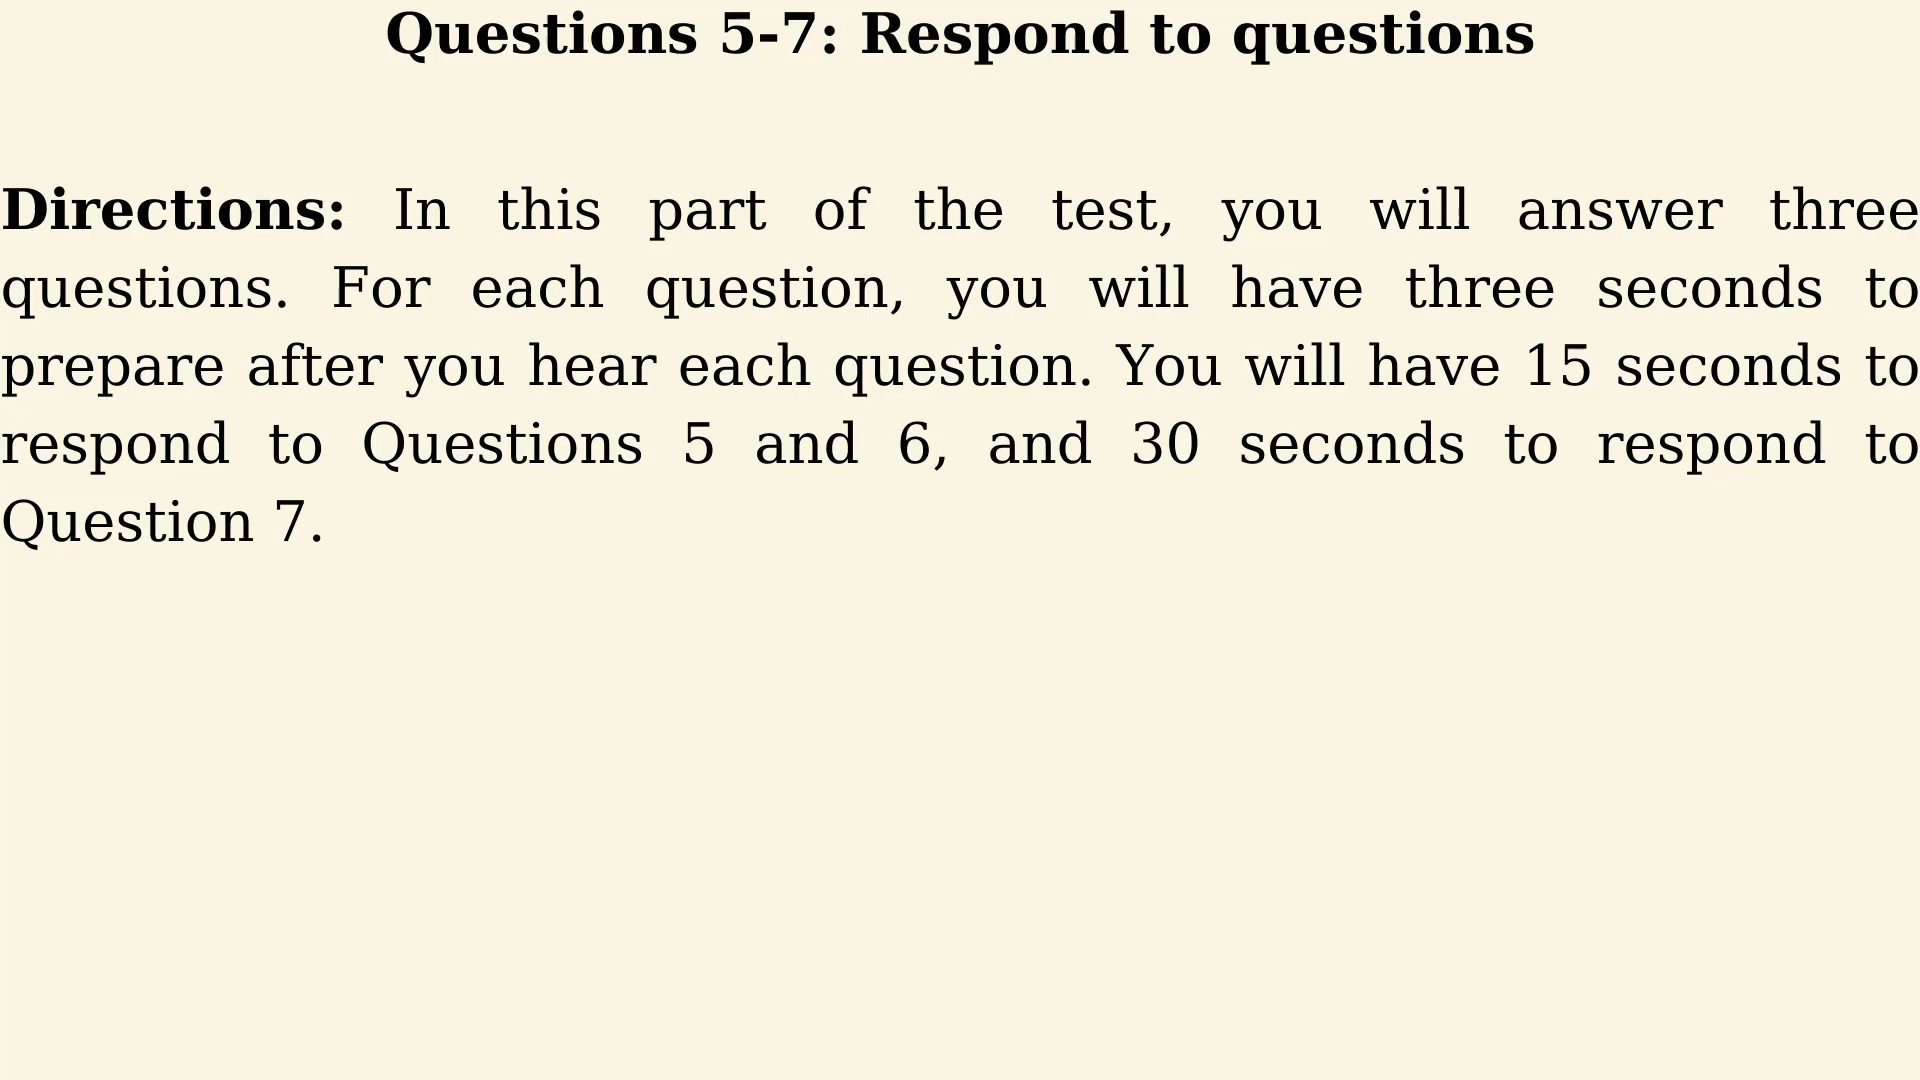 Questions 5-7: Respond to questions
Directions: In this part of the test, you will answer three
questions. For each question, you will have three seconds to
prepare after you hear each question. You will have 15 seconds to
respond to Questions 5 and 6, and 30 seconds to respond to
Question 7.